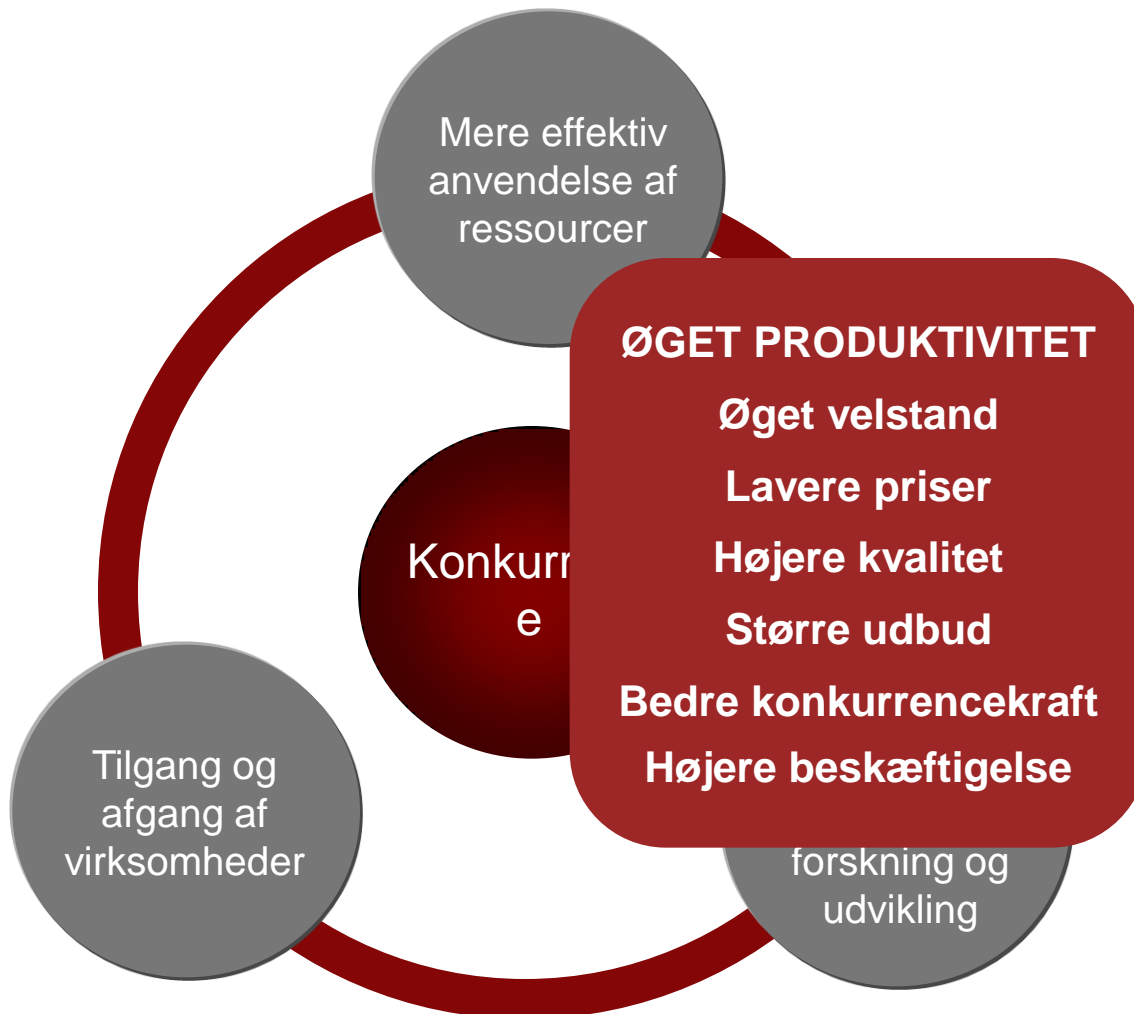 Mere effektiv
anvendelse af
ressourcer
ØGET PRODUKTIVITET
Øget velstand
Lavere priser
Højere kvalitet
Større udbud
Bedre konkurrencekraft
Højere beskæftigelse
e
Tilgang og
afgang af
virksomheder
forskning og
udvikling